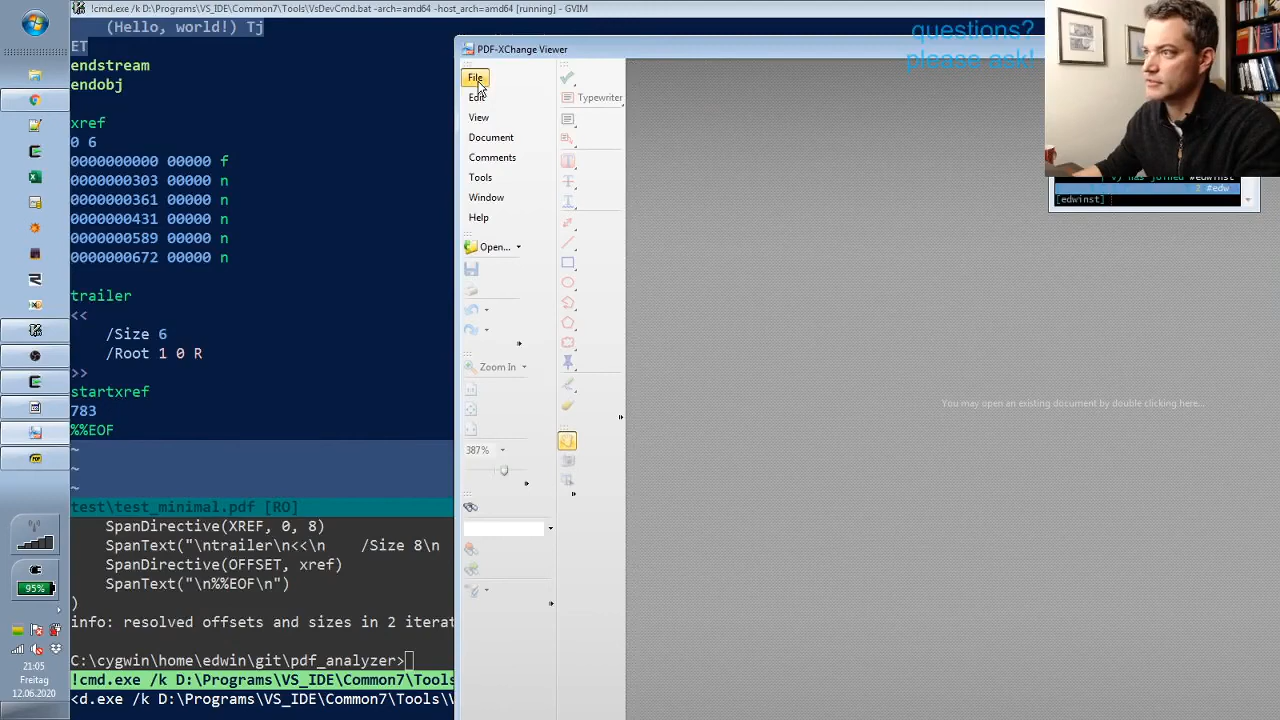 !cmd.exe /k D:\Programs\VS_IDE\Common7\Tools\VsDevCmd.bat -arch=amd64 -host_arch=amd64 [running] - GVIM
(Hello, world!) Tj
ET
endstream
endobj
xref
0 6
0000000000 00000 f
0000000303 00000 n
0000000361 00000 n
0000000431 00000 n
0000000589 00000 n
0000000672 00000 n
trailer
<<
/Size 6
/Root 1 0 R
>>
startxref
783
%%EOF
~
~
~
test\test_minimal.pdf [RO]
SpanDirective(XREF, 0, 8)
SpanText("\ntrailer\n<<\n    /Size 8\n
SpanDirective(OFFSET, xref)
SpanText("\n%%EOF\n")
)
info: resolved offsets and sizes in 2 iterat
C:\cygwin\home\edwin\git\pdf_analyzer>
!cmd.exe /k D:\Programs\VS_IDE\Common7\Tools
<d.exe /k D:\Programs\VS_IDE\Common7\Tools\V
PDF-XChange Viewer
File
Edit
View
Document
Comments
Tools
Window
Help
Open...
Zoom In
387%
Typewriter
You may open an existing document by double clicking here...
questions?
please ask!
has joined #edwinst
2 #edw
[edwinst]
95%
21:05
Freitag
12.06.2020